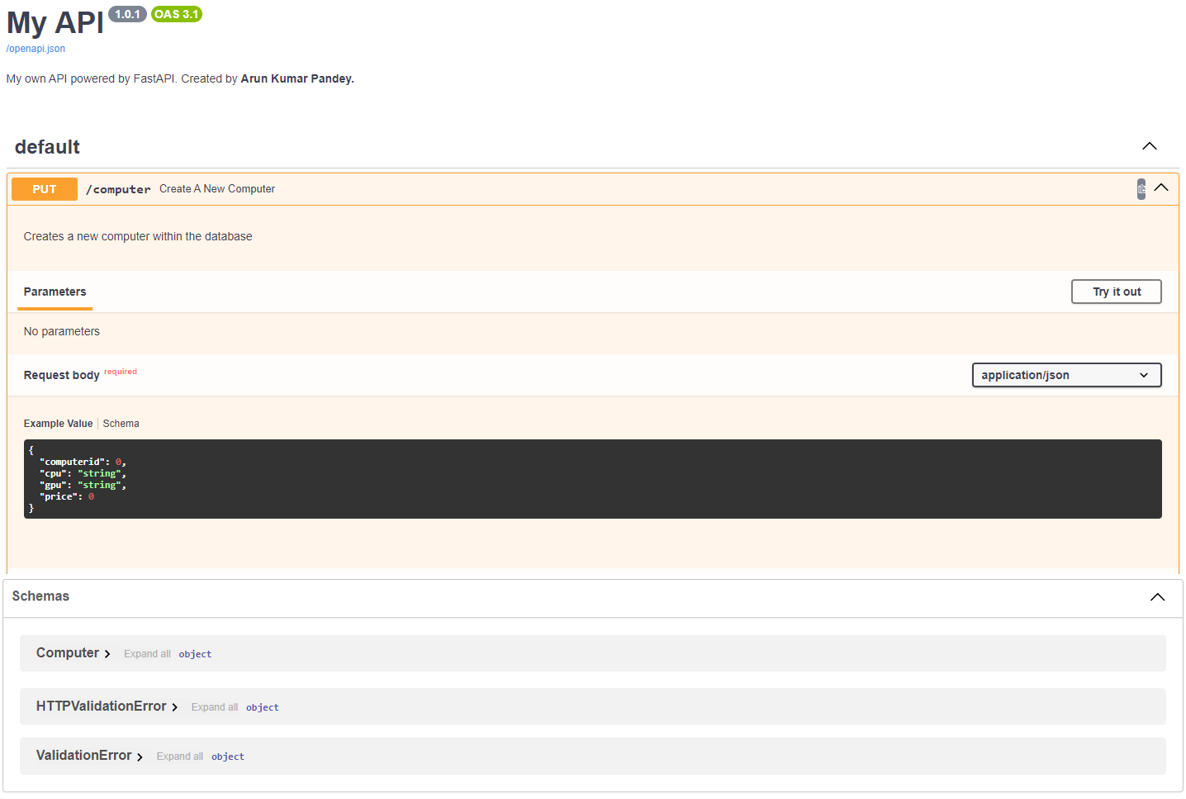 My API 1.0.1 OAS 3.1
/openapi.json
My own API powered by FastAPI. Created by Arun Kumar Pandey.
default
PUT /computer Create A New Computer
Creates a new computer within the database
Parameters Try it out
No parameters
Request body required application/json
Example Value Schema
{
"computerid": 0,
"cpu": "string",
"gpu": "string",
"price": 0
}
Schemas
Computer Expand all object
HTTPValidationError Expand all object
ValidationError Expand all object